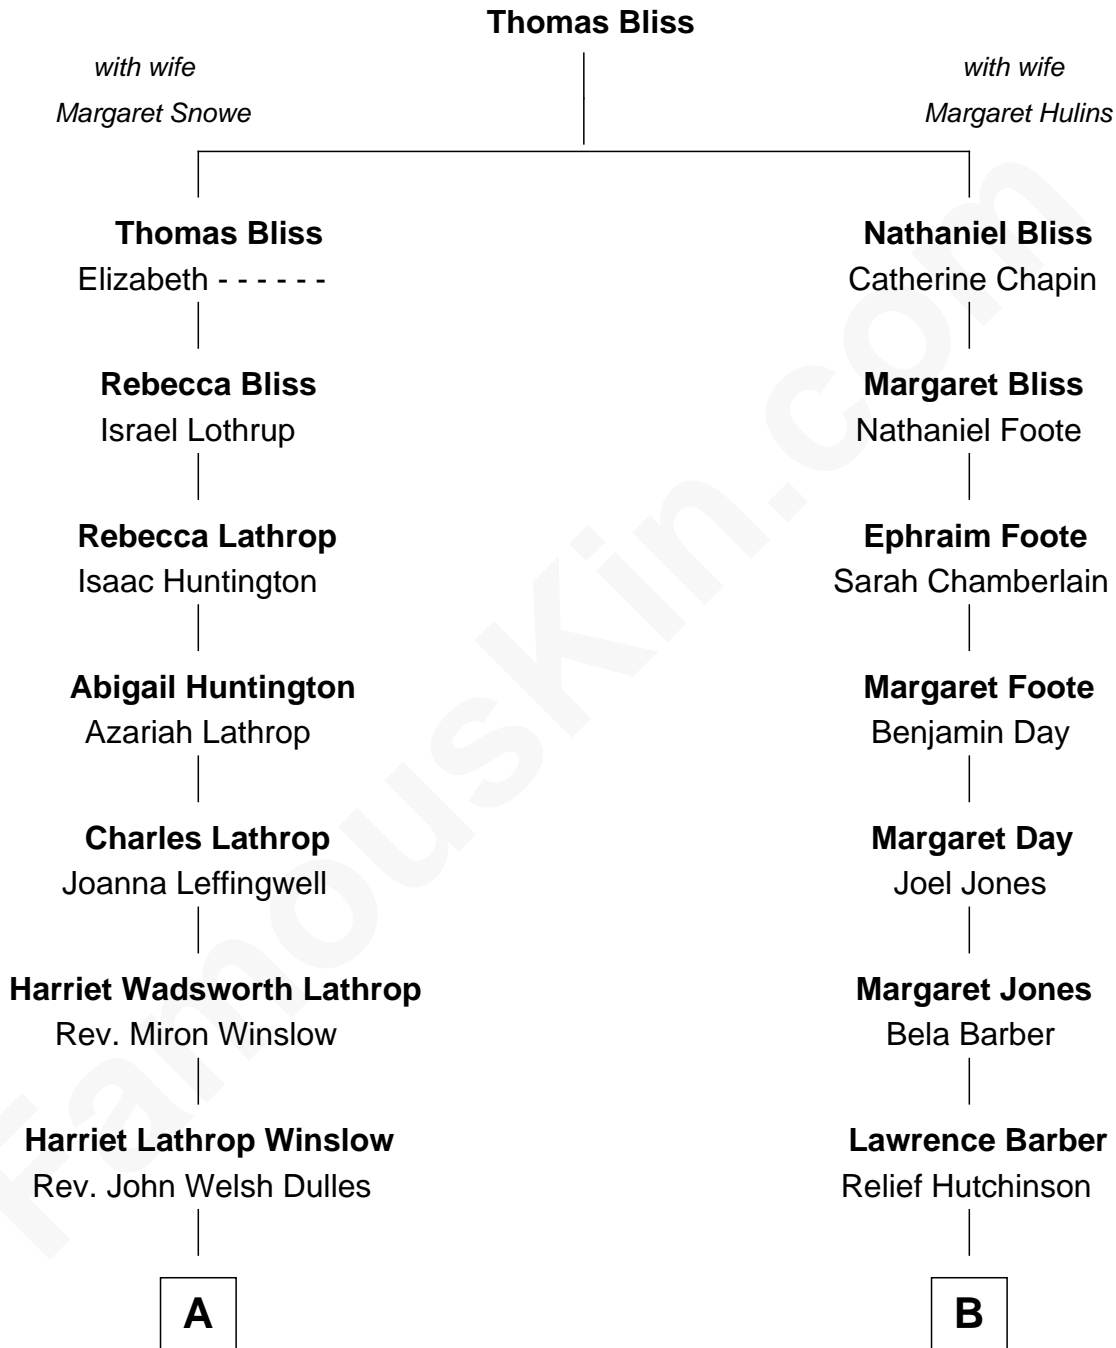 Thomas Bliss
with wife
Margaret Snowe
with wife
Margaret Hulins
Thomas Bliss
Elizabeth - - - - - -
Rebecca Bliss
Israel Lothrup
Rebecca Lathrop
Isaac Huntington
Abigail Huntington
Azariah Lathrop
Charles Lathrop
Joanna Leffingwell
Harriet Wadsworth Lathrop
Rev. Miron Winslow
Harriet Lathrop Winslow
Rev. John Welsh Dulles
A
Nathaniel Bliss
Catherine Chapin
Margaret Bliss
Nathaniel Foote
Ephraim Foote
Sarah Chamberlain
Margaret Foote
Benjamin Day
Margaret Day
Joel Jones
Margaret Jones
Bela Barber
Lawrence Barber
Relief Hutchinson
B
FamousKin.com